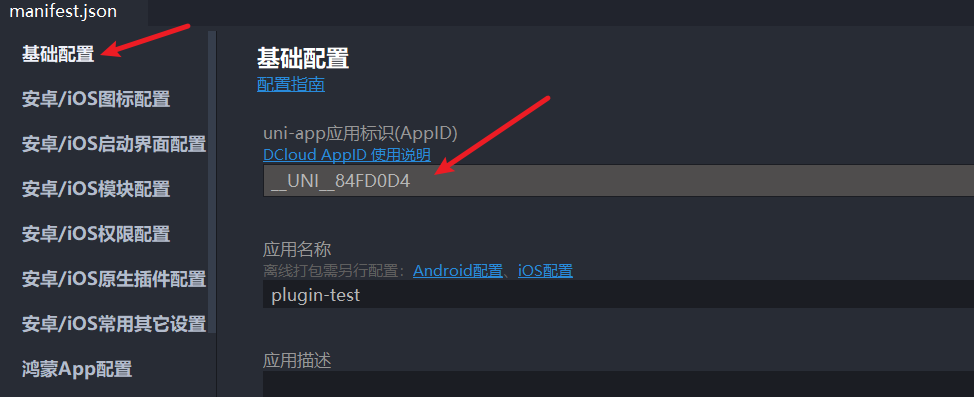 manifest.json
基础配置
安卓/iOS图标配置
安卓/iOS启动界面配置
安卓/iOS模块配置
安卓/iOS权限配置
安卓/iOS原生插件配置
安卓/iOS常用其它设置
鸿蒙App配置
基础配置
配置指南
uni-app应用标识(AppID)
DCloud AppID 使用说明
__UNI__84FD0D4
应用名称
离线打包需另行配置：Android配置、iOS配置
plugin-test
应用描述